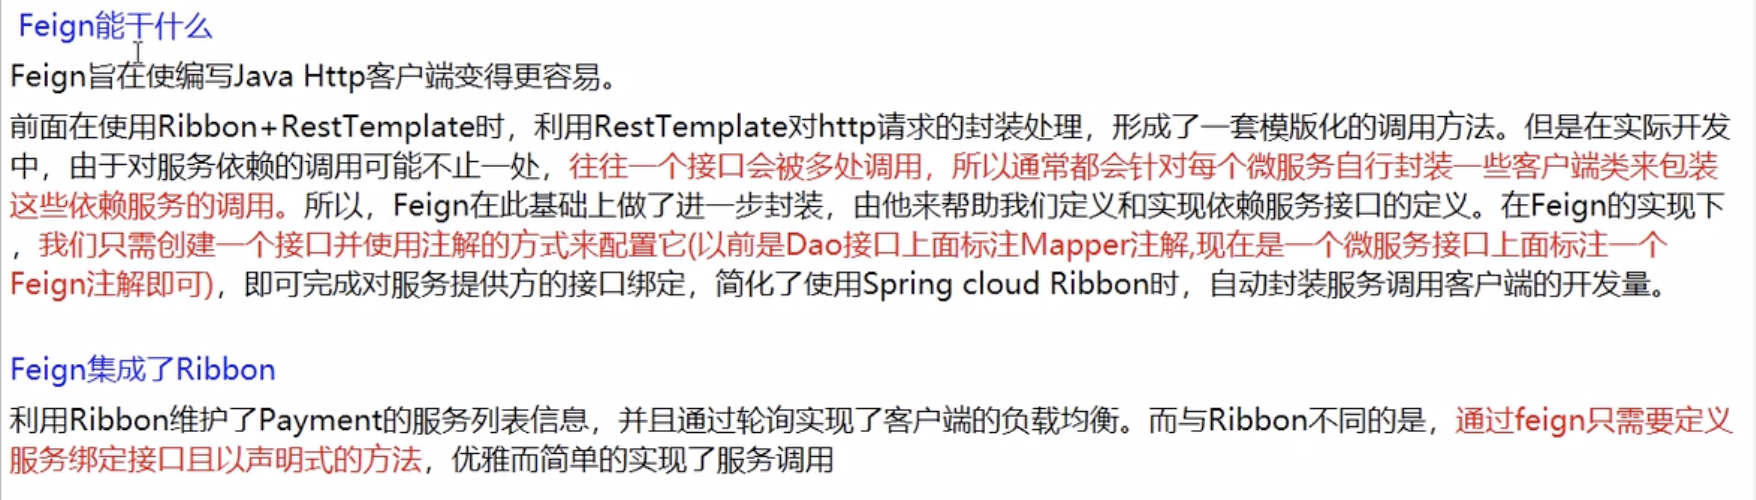 Feign能干什么
Feign旨在使编写Java Http客户端变得更容易。
前面在使用Ribbon+RestTemplate时，利用RestTemplate对http请求的封装处理，形成了一套模版化的调用方法。但是在实际开发
中，由于对服务依赖的调用可能不止一处，往往一个接口会被多处调用，所以通常都会针对每个微服务自行封装一些客户端类来包装
这些依赖服务的调用。所以，Feign在此基础上做了进一步封装，由他来帮助我们定义和实现依赖服务接口的定义。在Feign的实现下
，我们只需创建一个接口并使用注解的方式来配置它(以前是Dao接口上面标注Mapper注解,现在是一个微服务接口上面标注一个
Feign注解即可)，即可完成对服务提供方的接口绑定，简化了使用Spring cloud Ribbon时，自动封装服务调用客户端的开发量。
Feign集成了Ribbon
利用Ribbon维护了Payment的服务列表信息，并且通过轮询实现了客户端的负载均衡。而与Ribbon不同的是，通过feign只需要定义
服务绑定接口且以声明式的方法，优雅而简单的实现了服务调用